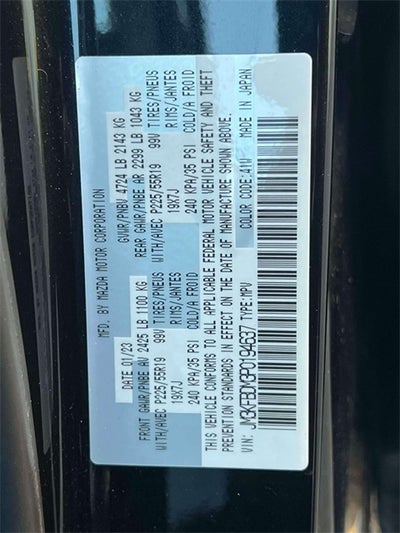 MFD. BY MAZDA MOTOR CORPORATION
DATE 01/23 GVWR/PNBV 4724 LB 2143 KG
FRONT GAWR/PNBE AV 2425 LB 1100 KG REAR GAWR/PNBE AR 2299 LB 1043 KG
WITH/AVEC P225/55R19 99V TIRES/PNEUS WITH/AVEC P225/55R19 99V TIRES/PNEUS
19X7J RIMS/JANTES 19X7J RIMS/JANTES
240 KPA/35 PSI COLD/A FROID 240 KPA/35 PSI COLD/A FROID
THIS VEHICLE CONFORMS TO ALL APPLICABLE FEDERAL MOTOR VEHICLE SAFETY AND THEFT
PREVENTION STANDARDS IN EFFECT ON THE DATE OF MANUFACTURE SHOWN ABOVE.
VIN: JM3KFBDM3P0194637 TYPE:MPV COLOR CODE:41W MADE IN JAPAN